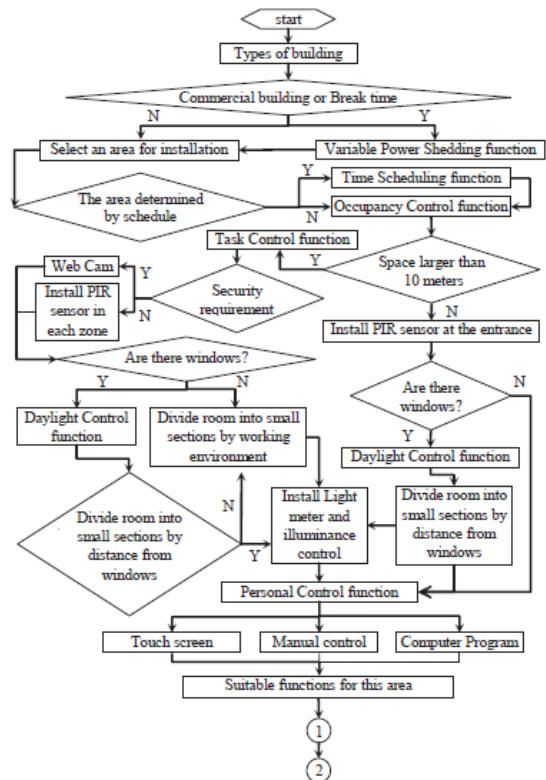 start
Types of building
Commercial building or Break time
N
Y
Select an area for installation
Variable Power Shedding function
Y
Time Scheduling function
The area determined
by schedule
N
Occupancy Control function
Task Control function
Y
Space larger than
10 meters
Web Cam
Y
Security
requirement
N
Install PIR
sensor in
each zone
N
Install PIR sensor at the entrance
Are there windows?
Y
N
Are there
windows?
N
Y
Daylight Control
function
Divide room into small
sections by working
environment
Daylight Control function
N
Divide room into
small sections by
distance from
windows
Y
Install Light
meter and
illuminance
control
Divide room into
small sections by
distance from
windows
Personal Control function
Touch screen
Manual control
Computer Program
Suitable functions for this area
1
2